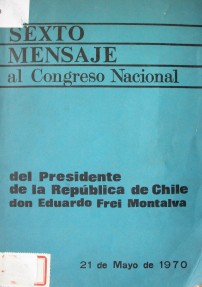 SEXTO
MENSAJE
al Congreso Nacional
del Presidente
de la República de Chile
don Eduardo Frei Montalva
21 de Mayo de 1970